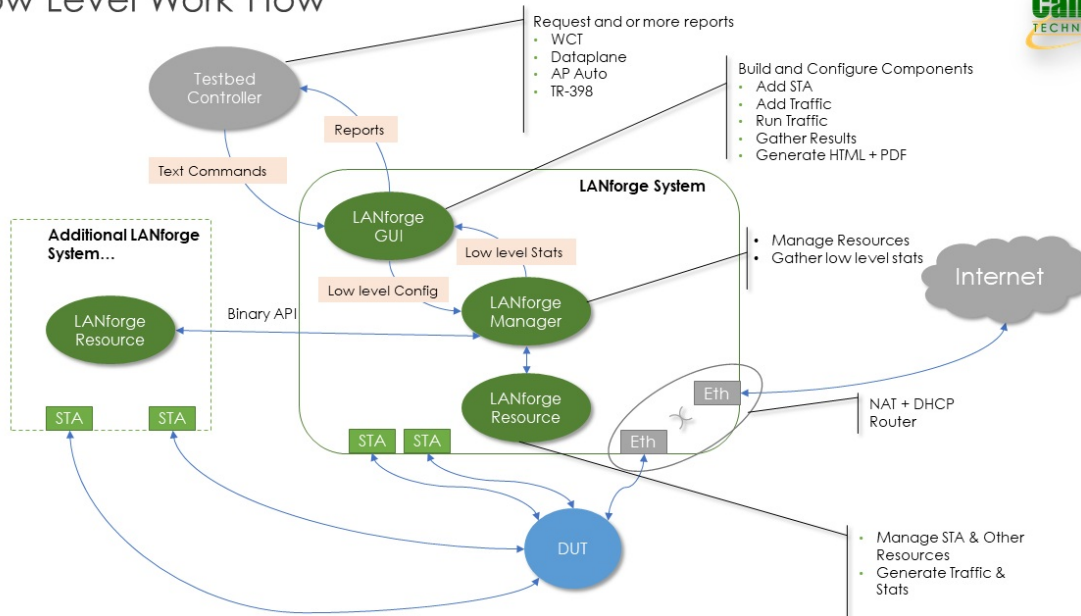 ow Level Work Flow
TECHN
Request and or more reports
• WCT
• Dataplane
• AP Auto
• TR-398
Build and Configure Components
• Add STA
• Add Traffic
• Run Traffic
• Gather Results
• Generate HTML + PDF
Testbed
Controller
Reports
Text Commands
LANforge System
LANforge
GUI
Low level Stats
Low level Config
LANforge
Manager
• Manage Resources
• Gather low level stats
Internet
Additional LANforge
System...
LANforge
Resource
Binary API
LANforge
Resource
Eth
Eth
NAT + DHCP
Router
STA
STA
STA
STA
DUT
• Manage STA & Other
Resources
• Generate Traffic &
Stats